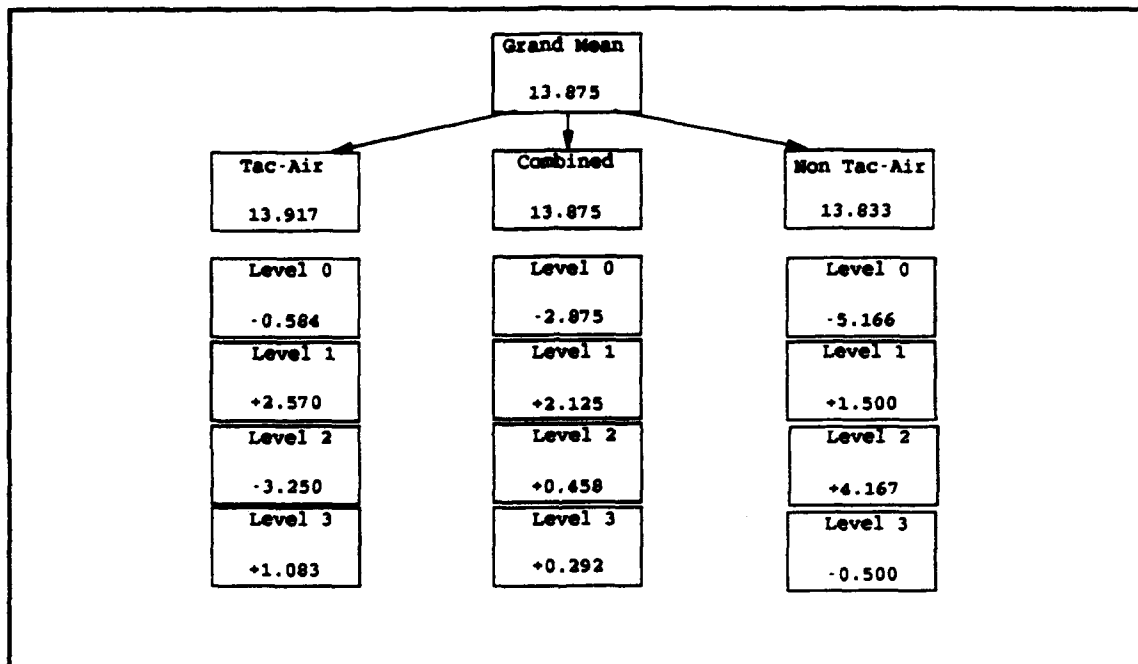 Grand Mean
13.875
Tac-Air
13.917
Combined
13.875
Non Tac-Air
13.833
Level 0
-0.584
Level 1
+2.570
Level 2
-3.250
Level 3
+1.083
Level 0
-2.875
Level 1
+2.125
Level 2
+0.458
Level 3
+0.292
Level 0
-5.166
Level 1
+1.500
Level 2
+4.167
Level 3
-0.500